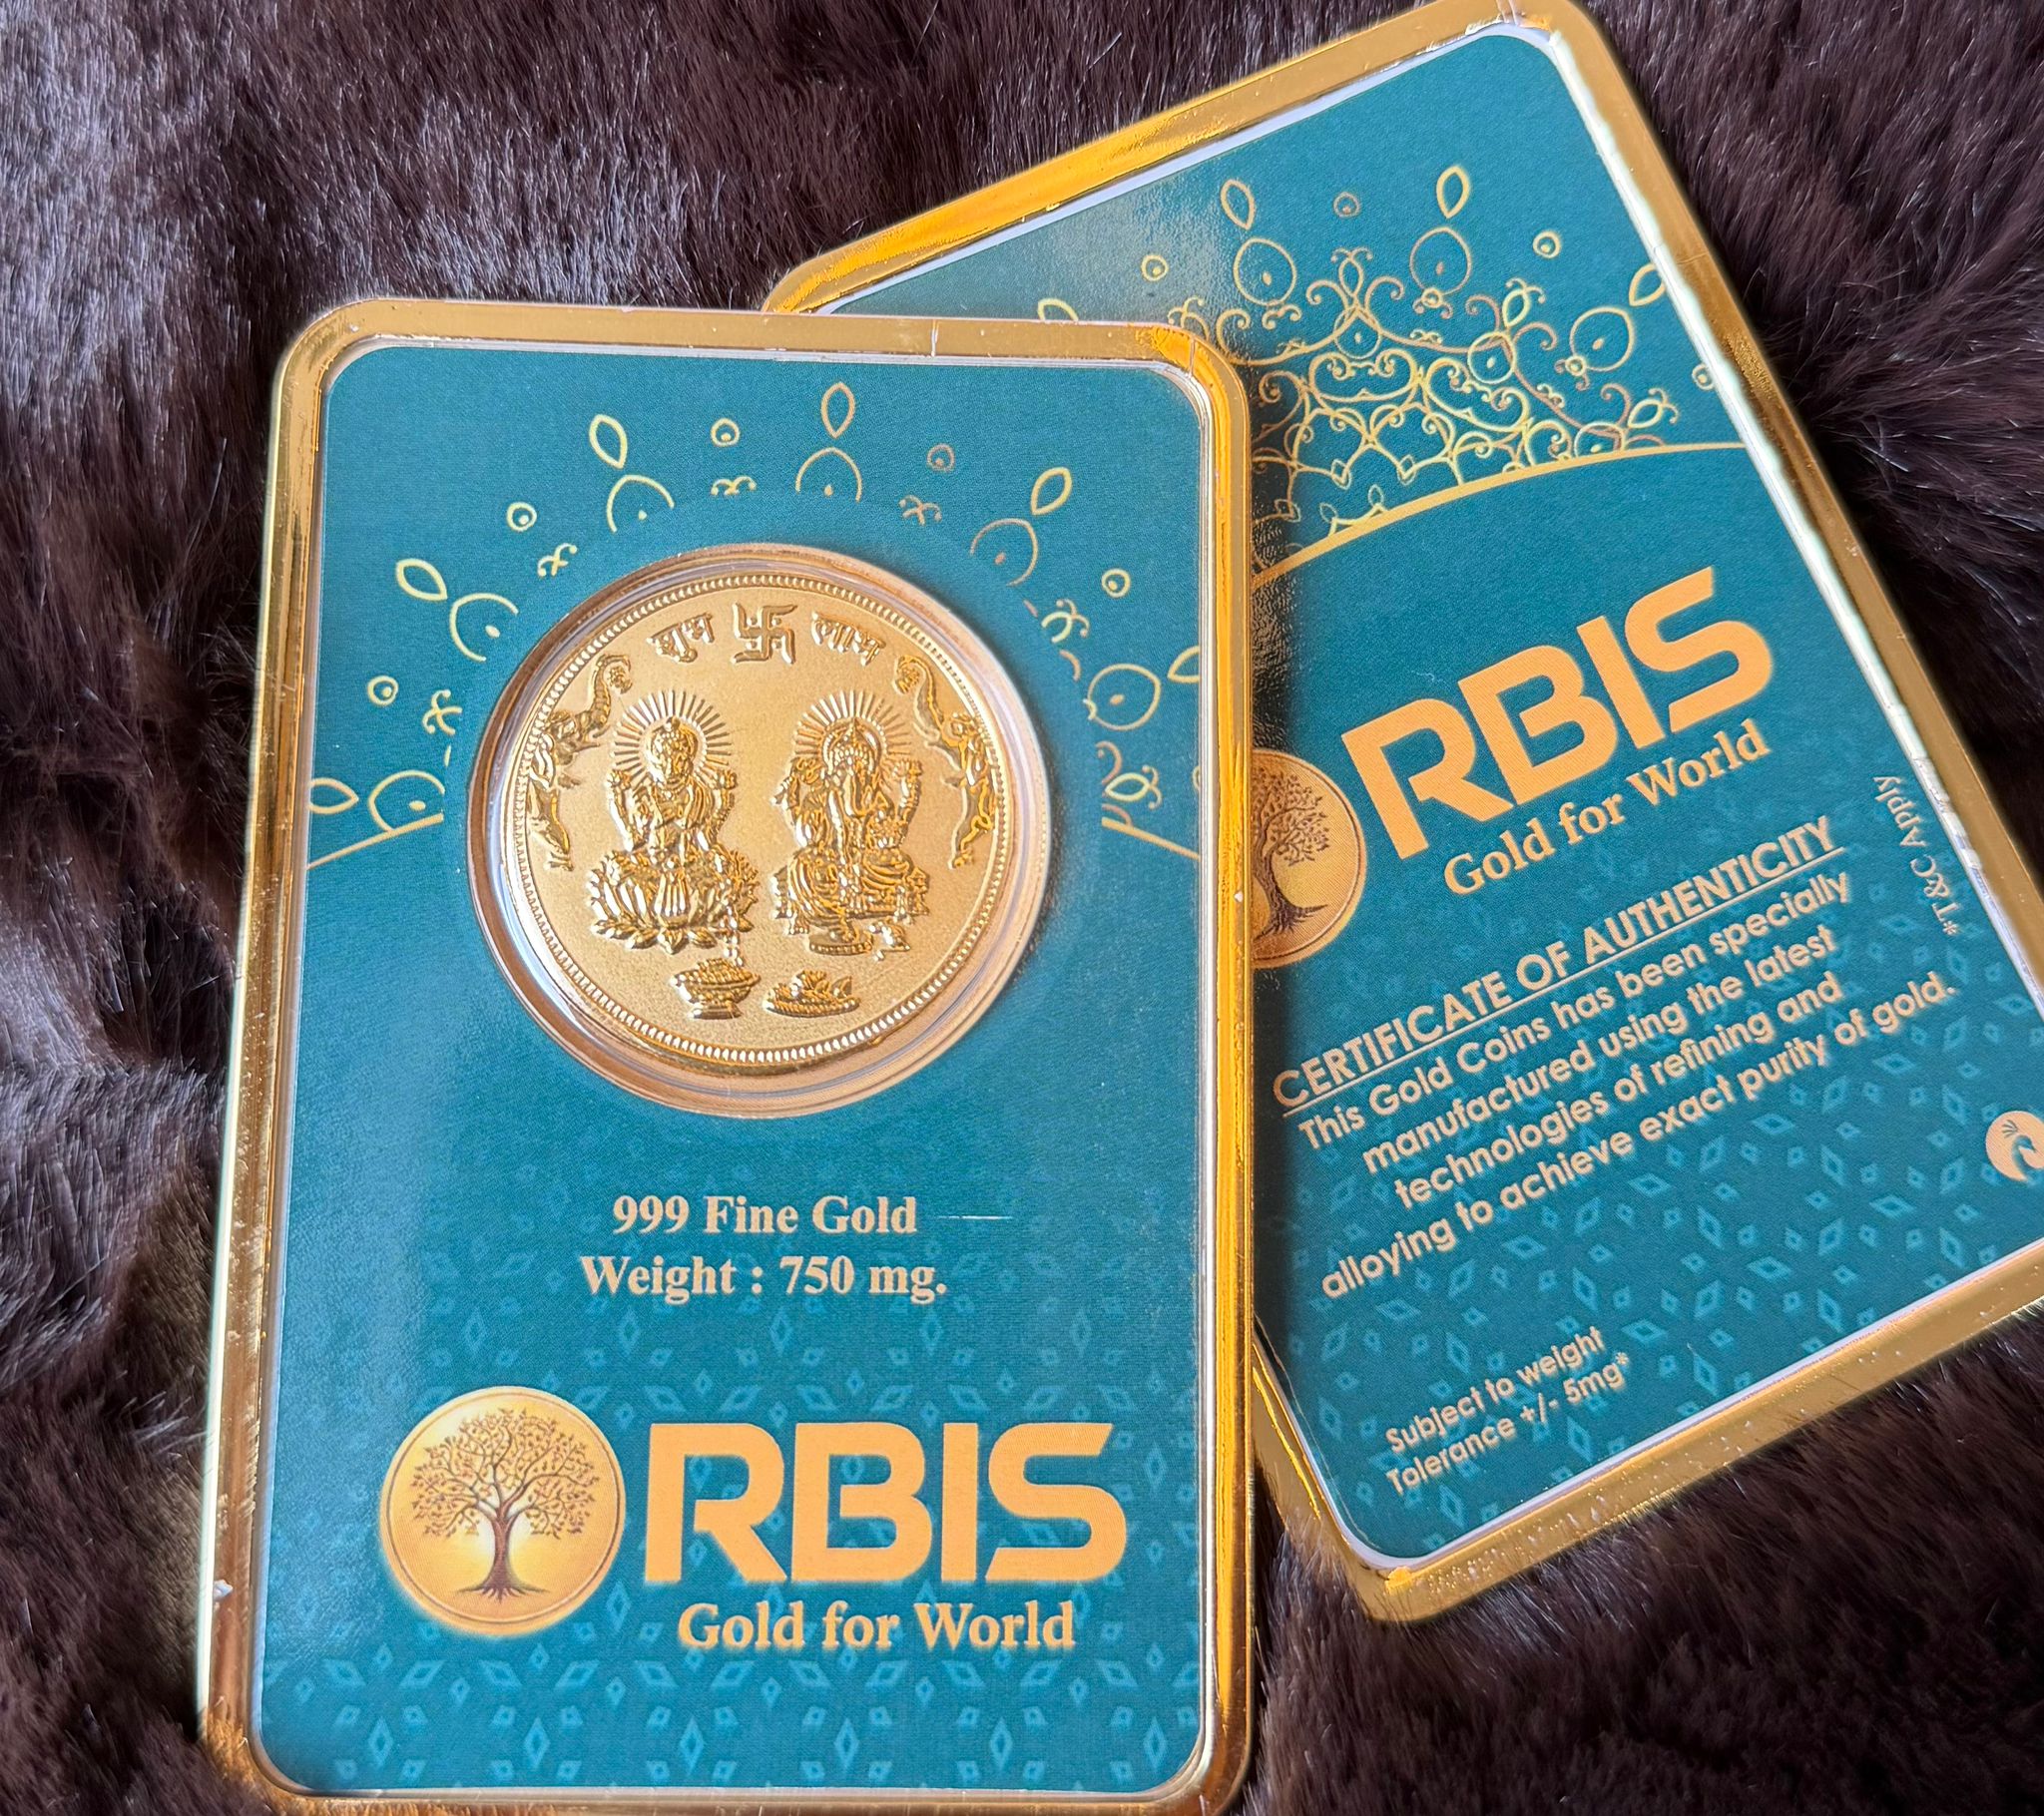 शुभ 卐 लाभ
999 Fine Gold
Weight : 750 mg.
RBIS
Gold for World
RBIS
Gold for World
CERTIFICATE OF AUTHENTICITY
This Gold Coins has been specially
manufactured using the latest
technologies of refining and
alloying to achieve exact purity of gold.
*T&C Apply
Subject to weight
Tolerance +/- 5mg*